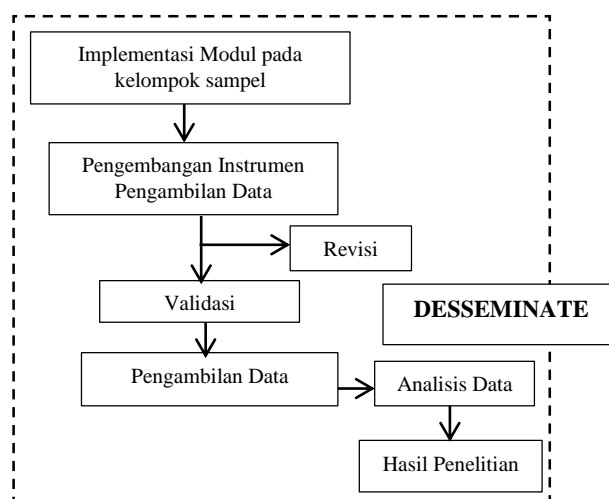 Implementasi Modul pada
kelompok sampel
Pengembangan Instrumen
Pengambilan Data
Revisi
Validasi
DESSEMINATE
Pengambilan Data
Analisis Data
Hasil Penelitian